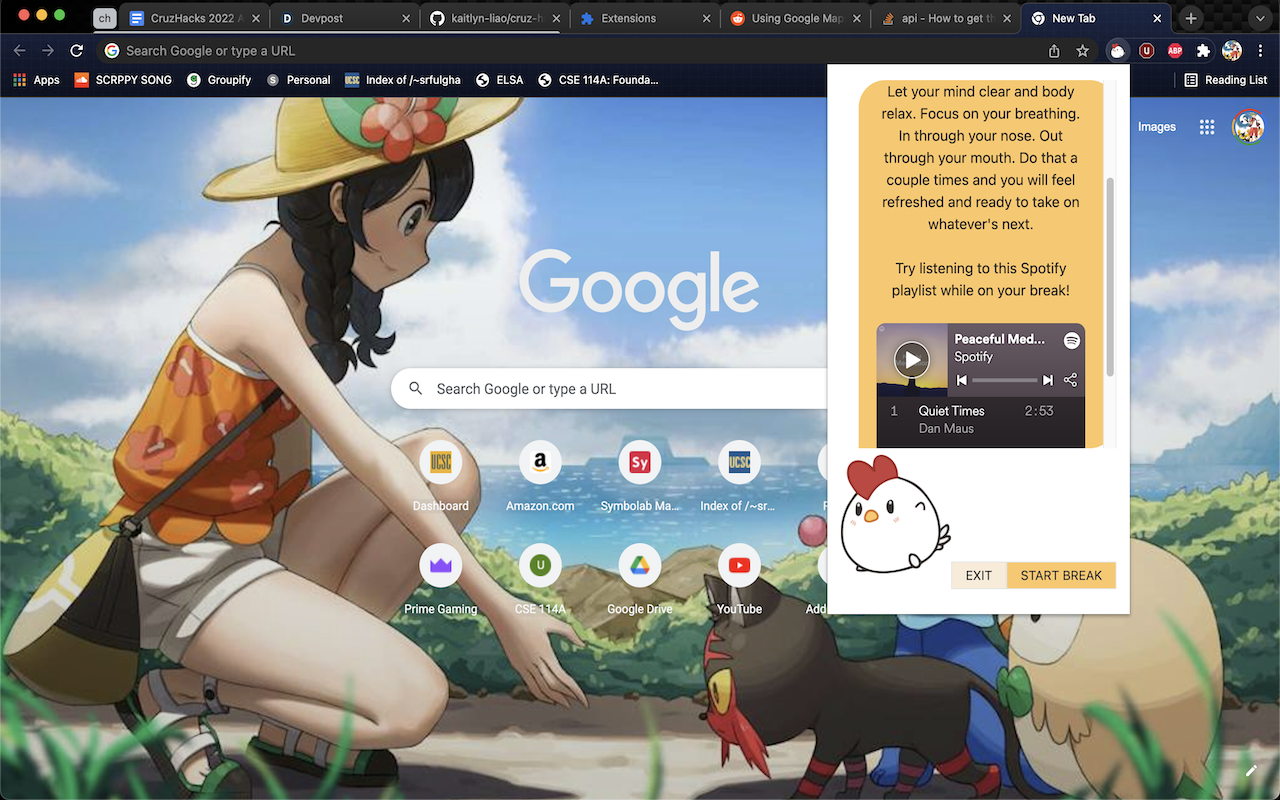 ch
CruzHacks 2022 A
Devpost
kaitlyn-liao/cruz-h
Extensions
Using Google Map
api - How to get th
New Tab
Search Google or type a URL
U
ABP
Apps
SCRPPY SONG
Groupify
S
Personal
UCSC
Index of /~srfulgha
ELSA
CSE 114A: Founda...
Reading List
Images
Google
Search Google or type a URL
UCSC
Dashboard
a
Amazon.com
Sy
Symbolab Ma...
UCSC
Index of /~sr...
Prime Gaming
U
CSE 114A
Google Drive
YouTube
Add
Let your mind clear and body
relax. Focus on your breathing.
In through your nose. Out
through your mouth. Do that a
couple times and you will feel
refreshed and ready to take on
whatever's next.
Try listening to this Spotify
playlist while on your break!
Peaceful Med...
Spotify
1
Quiet Times
2:53
Dan Maus
EXIT
START BREAK